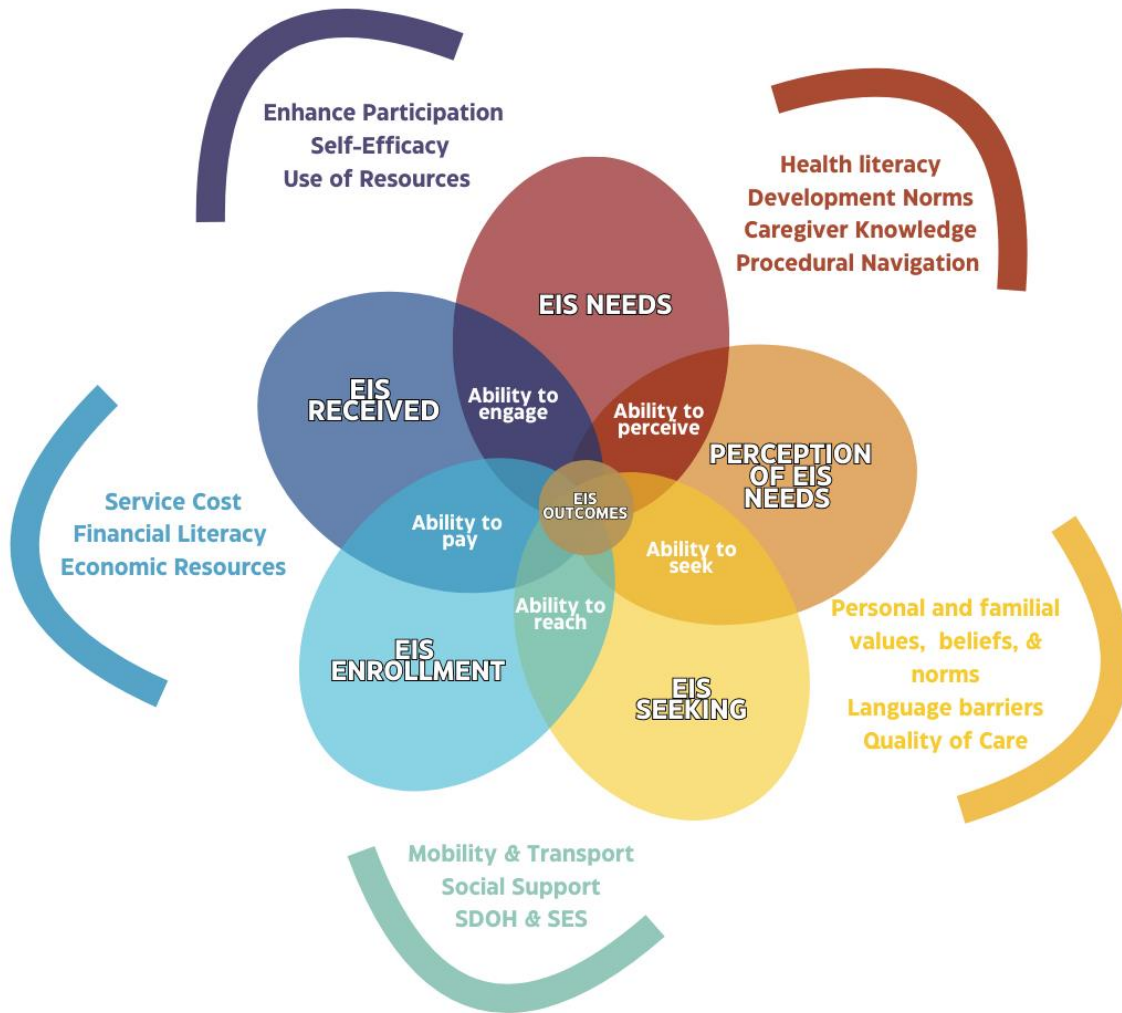 Enhance Participation
Self-Efficacy
Use of Resources
Health literacy
Development Norms
Caregiver Knowledge
Procedural Navigation
EIS NEEDS
EIS
RECEIVED
Ability to
engage
Ability to
perceive
PERCEPTION
OF EIS
NEEDS
EIS
OUTCOMES
Service Cost
Financial Literacy
Economic Resources
Ability to
pay
Ability to
seek
Ability to
reach
Personal and familial
values, beliefs, &
norms
Language barriers
Quality of Care
EIS
ENROLLMENT
EIS
SEEKING
Mobility & Transport
Social Support
SDOH & SES